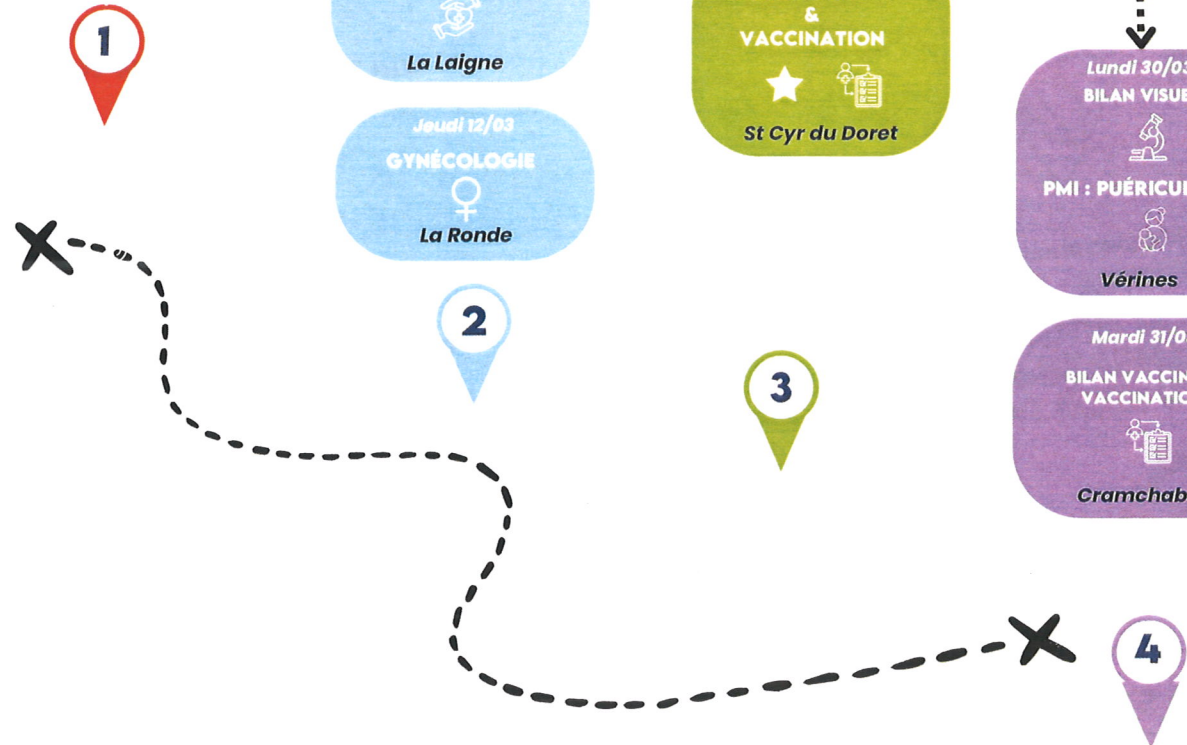 1
La Laigne
Jeudi 12/03
GYNÉCOLOGIE
La Ronde
2
&
VACCINATION
St Cyr du Doret
3
Lundi 30/03
BILAN VISUE
PMI : PUÉRICU
Vérines
Mardi 31/0
BILAN VACCIN
VACCINATIO
Cramchab
4